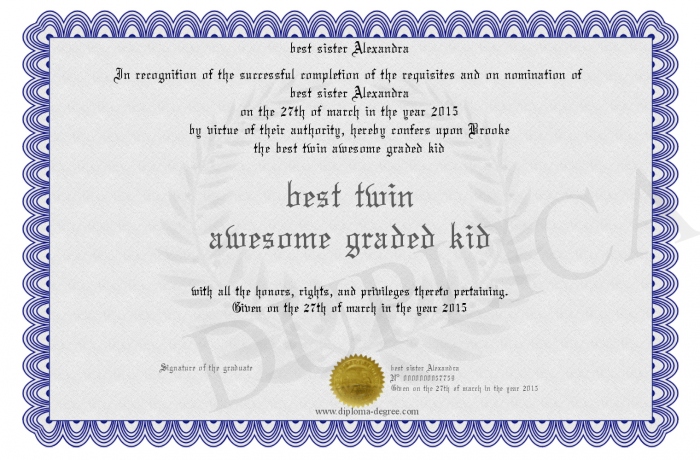 best sister Alexandra
In recognition of the successful completion of the requisites and on nomination of
best sister Alexandra
on the 27th of march in the year 2015
by virtue of their authority, hereby confers upon Brooke
the best twin awesome graded kid
best twin
awesome graded kid
with all the honors, rights, and privileges thereto pertaining.
Given on the 27th of march in the year 2015
Signature of the graduate
best sister Alexandra
Given on the 27th of march in the year 2015
www.diploma-degree.com
DUPLICA